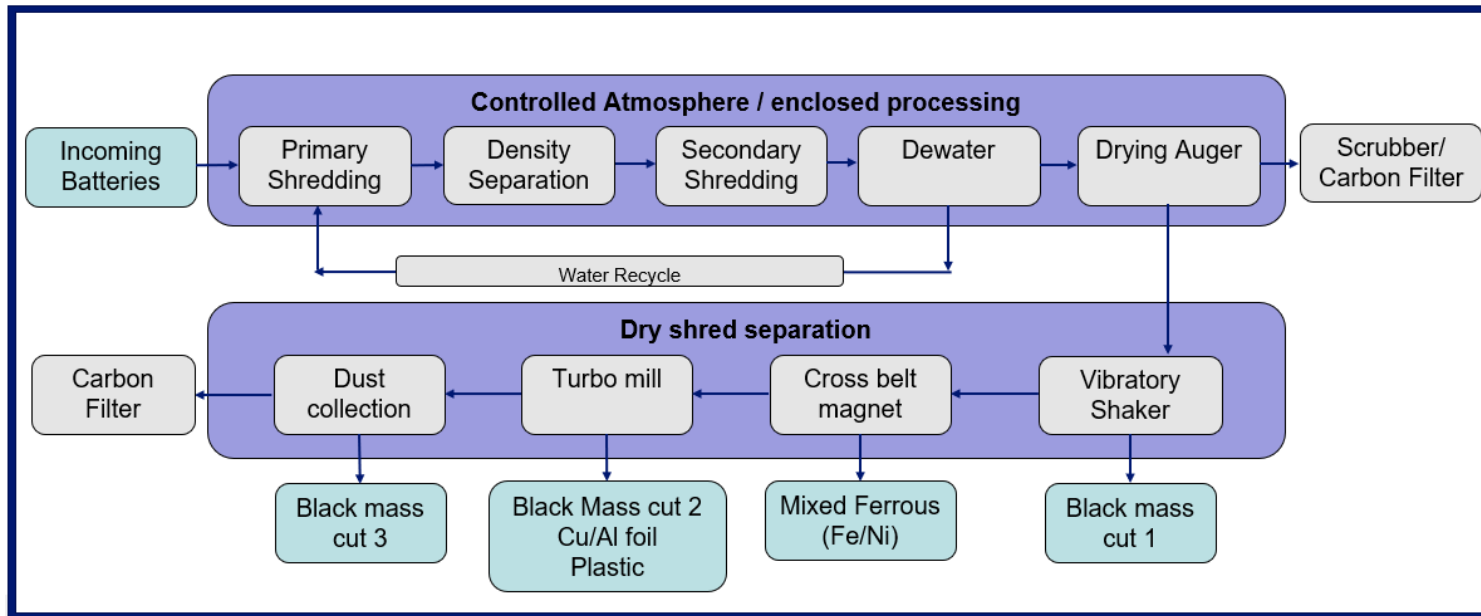 Controlled Atmosphere / enclosed processing
Incoming
Batteries
Primary
Shredding
Density
Separation
Secondary
Shredding
Dewater
Drying Auger
Scrubber/
Carbon Filter
Water Recycle
Dry shred separation
Carbon
Filter
Dust
collection
Turbo mill
Cross belt
magnet
Vibratory
Shaker
Black mass
cut 3
Black Mass cut 2
Cu/Al foil
Plastic
Mixed Ferrous
(Fe/Ni)
Black mass
cut 1